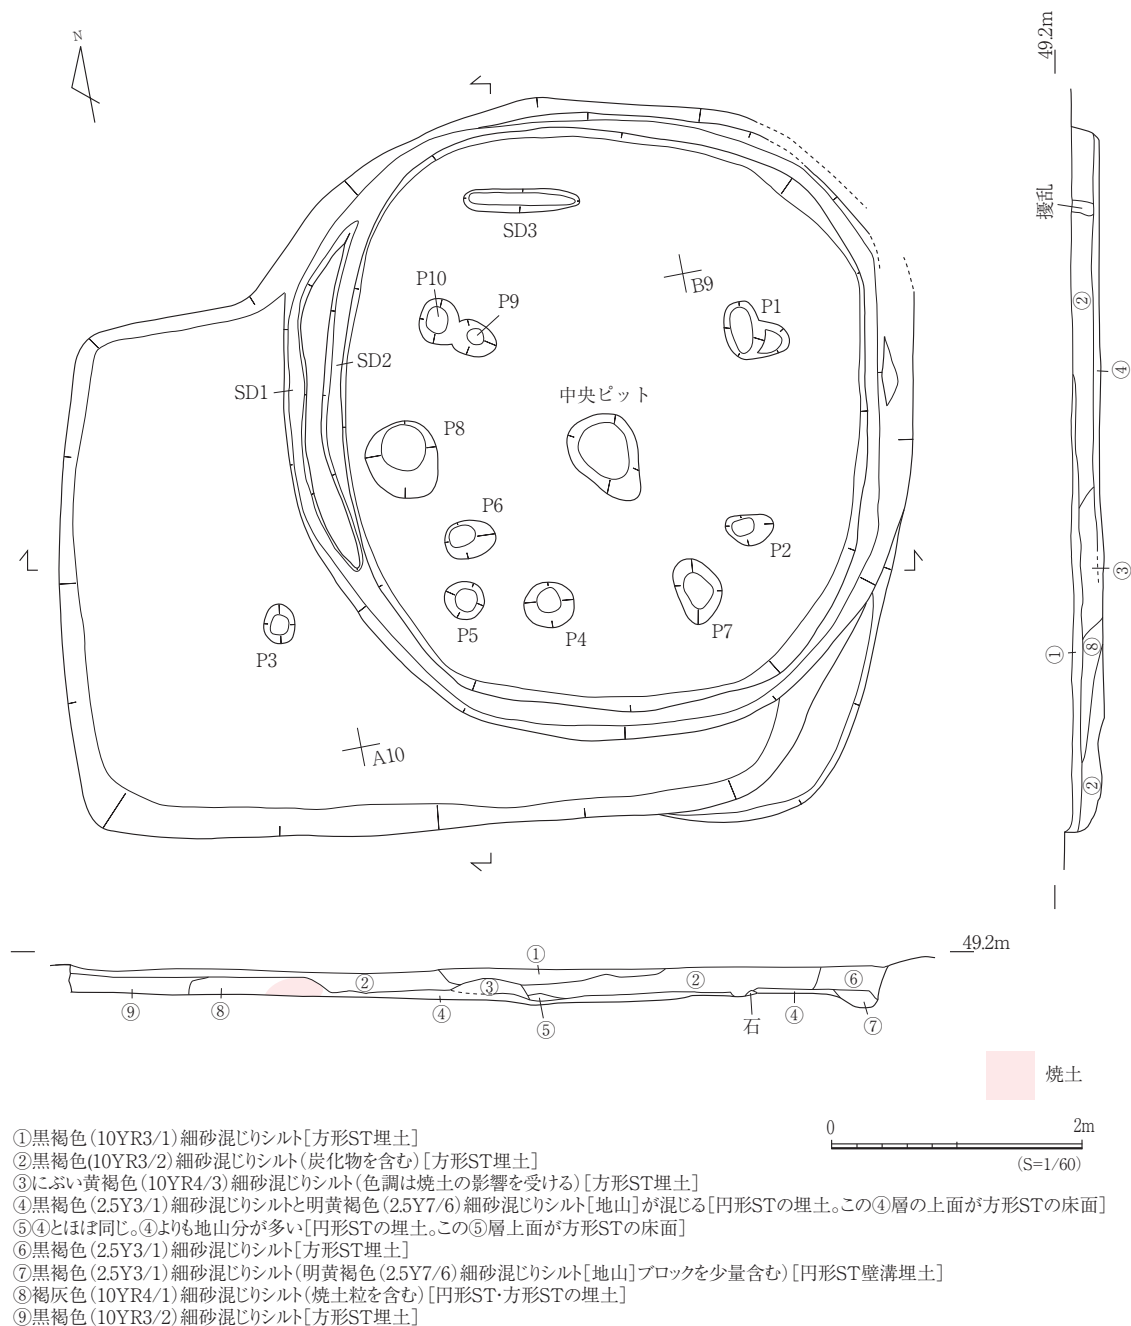 N
49.2m
擾乱
SD3
B9
P10
P9
P1
②
SD2
SD1
④
中央ピット
P8
P6
P2
③
P5
P4
P7
P3
①
⑧
A10
②
49.2m
①
②
③
②
⑥
⑨
⑧
④
⑤
石
④
⑦
焼土
0
2m
(S=1/60)
①黒褐色(10YR3/1)細砂混じりシルト[方形ST埋土]
②黒褐色(10YR3/2)細砂混じりシルト(炭化物を含む)[方形ST埋土]
③にぶい黄褐色(10YR4/3)細砂混じりシルト(色調は焼土の影響を受ける)[方形ST埋土]
④黒褐色(2.5Y3/1)細砂混じりシルトと明黄褐色(2.5Y7/6)細砂混じりシルト[地山]が混じる[円形STの埋土。この④層の上面が方形STの床面]
⑤④とほぼ同じ。④よりも地山分が多い[円形STの埋土。この⑤層上面が方形STの床面]
⑥黒褐色(2.5Y3/1)細砂混じりシルト[方形ST埋土]
⑦黒褐色(2.5Y3/1)細砂混じりシルト(明黄褐色(2.5Y7/6)細砂混じりシルト[地山]ブロックを少量含む)[円形ST壁溝埋土]
⑧褐灰色(10YR4/1)細砂混じりシルト(焼土粒を含む)[円形ST・方形STの埋土]
⑨黒褐色(10YR3/2)細砂混じりシルト[方形ST埋土]